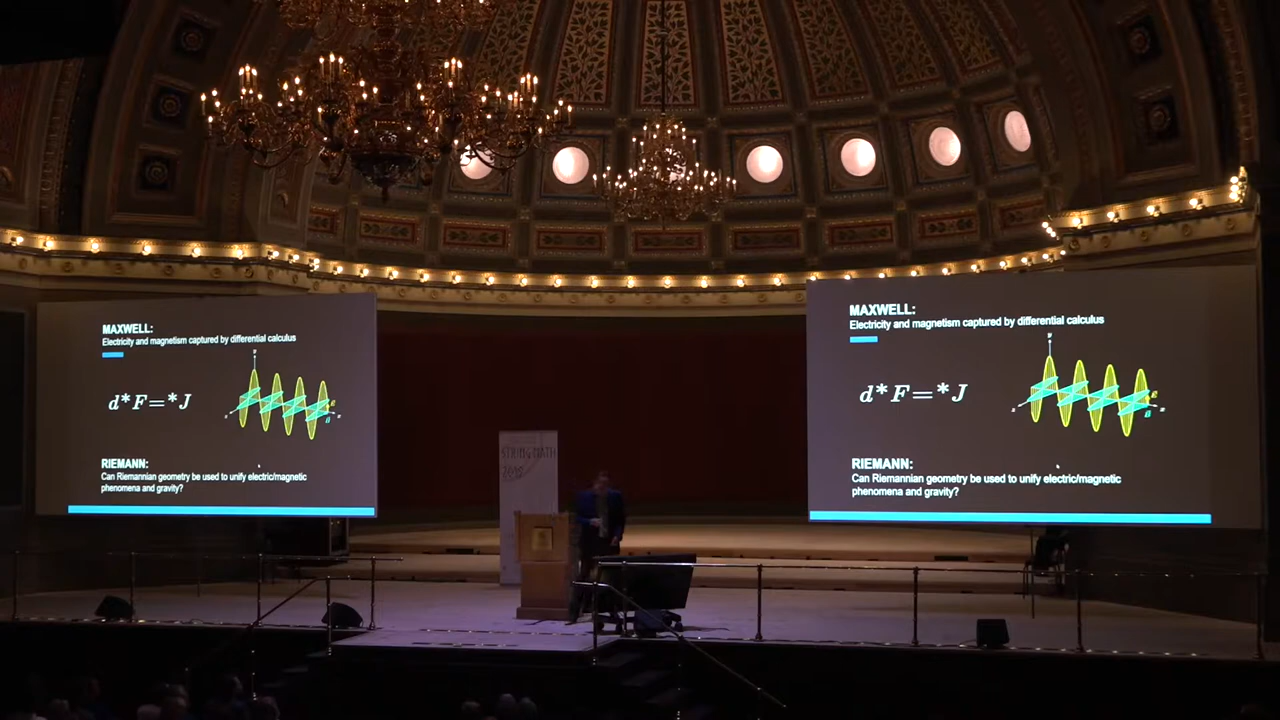 MAXWELL:
Electricity and magnetism captured by differential calculus
d*F=*J
RIEMANN:
Can Riemannian geometry be used to unify electric/magnetic
phenomena and gravity?
MAXWELL:
Electricity and magnetism captured by differential calculus
d*F=*J
RIEMANN:
Can Riemannian geometry be used to unify electric/magnetic
phenomena and gravity?
STRING MATH